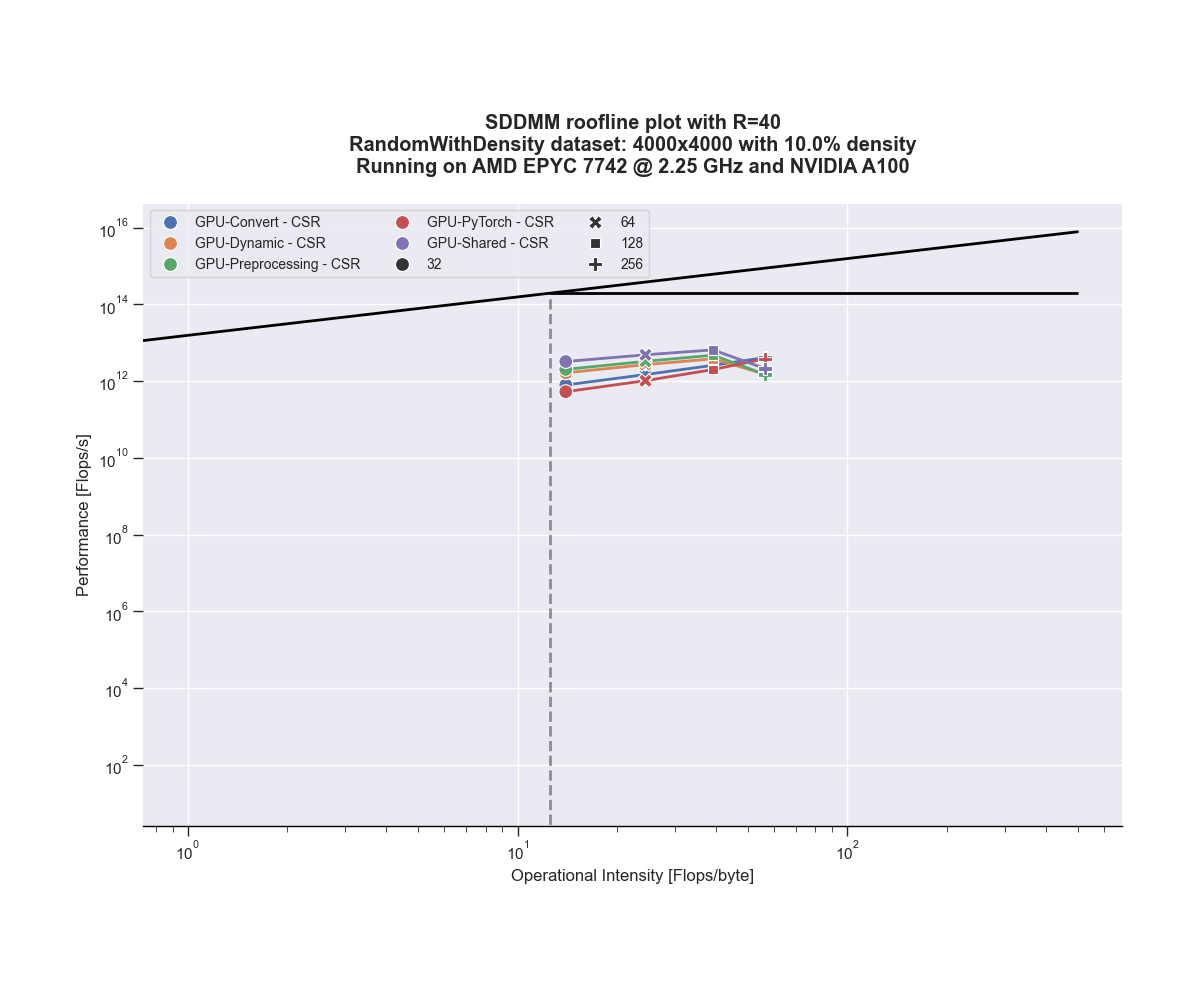 SDDMM roofline plot with R=40
RandomWithDensity dataset: 4000x4000 with 10.0% density
Running on AMD EPYC 7742 @ 2.25 GHz and NVIDIA A100
GPU-Convert - CSR
GPU-Dynamic - CSR
GPU-Preprocessing - CSR
GPU-PyTorch - CSR
GPU-Shared - CSR
32
64
128
256
10^16
10^14
10^12
10^10
10^8
10^6
10^4
10^2
Performance [Flops/s]
10^0
10^1
10^2
Operational Intensity [Flops/byte]